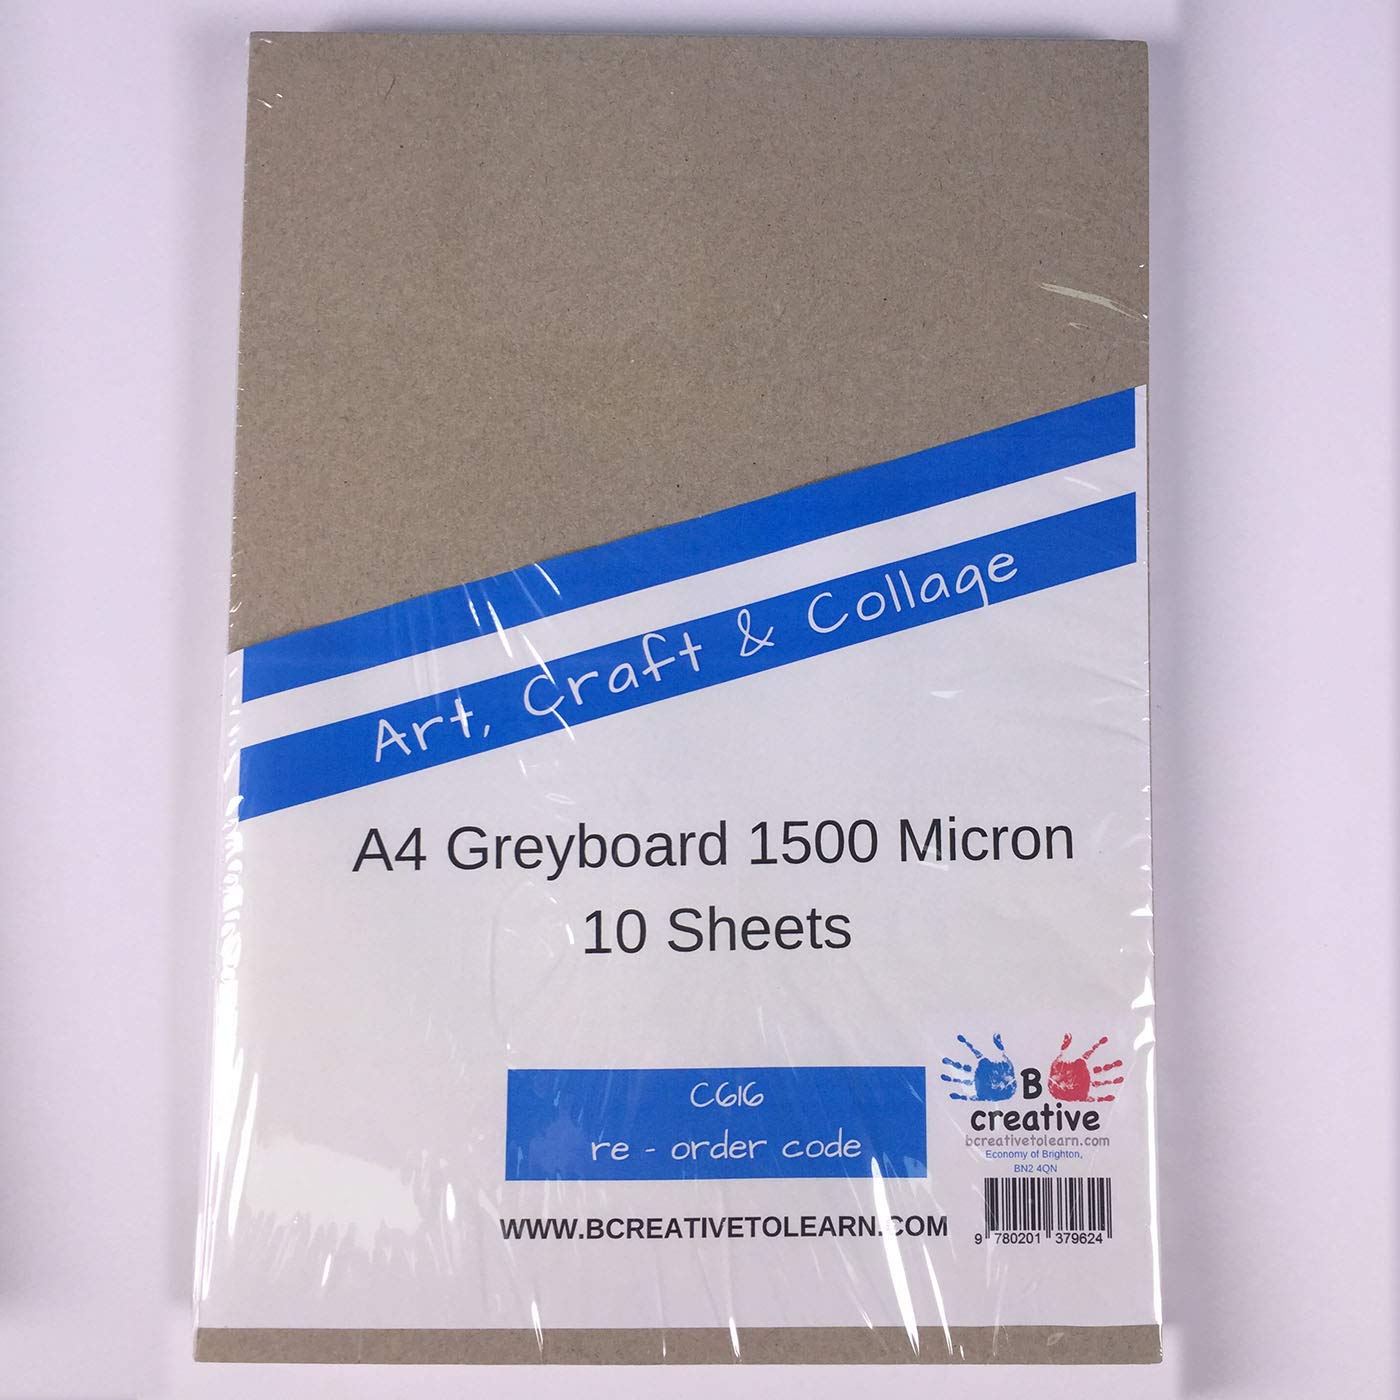 Art, Craft & Collage
A4 Greyboard 1500 Micron
10 Sheets
C616
re - order code
WWW.BCREATIVETOLEARN.COM
B
creative
bcreativetolearn.com
Economy of Brighton,
BN2 4QN
9 780201 379624